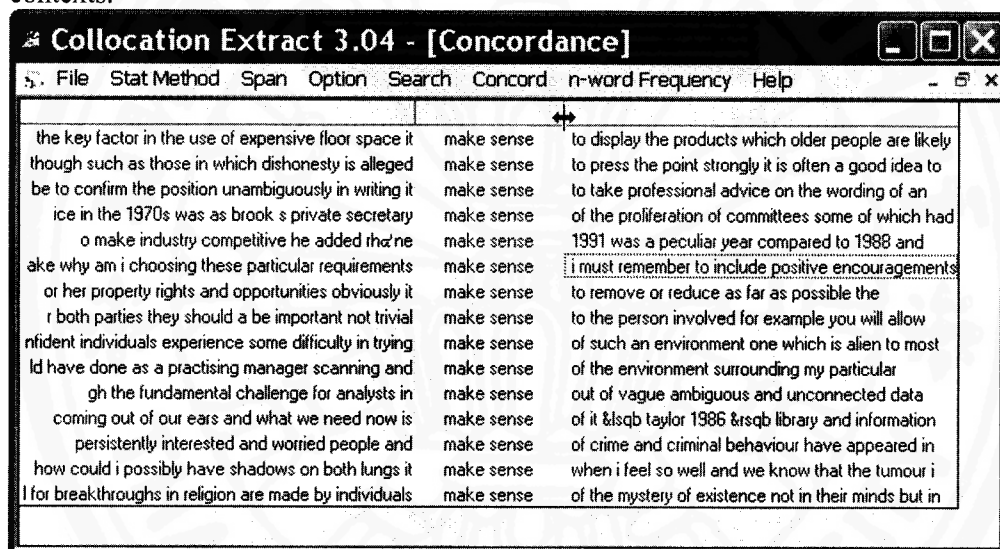 Collocation Extract 3.04 - [Concordance]
File Stat Method Span Option Search Concord n-word Frequency Help
the key factor in the use of expensive floor space it make sense to display the products which older people are likely
though such as those in which dishonesty is alleged make sense to press the point strongly it is often a good idea to
be to confirm the position unambiguously in writing it make sense to take professional advice on the wording of an
ice in the 1970s was as brook s private secretary make sense of the proliferation of committees some of which had
o make industry competitive he added make sense 1991 was a peculiar year compared to 1988 and
ake why am i choosing these particular requirements make sense i must remember to include positive encouragements
or her property rights and opportunities obviously it make sense to remove or reduce as far as possible the
r both parties they should a be important not trivial make sense to the person involved for example you will allow
nfident individuals experience some difficulty in trying make sense of such an environment one which is alien to most
ld have done as a practising manager scanning and make sense of the environment surrounding my particular
gh the fundamental challenge for analysts in make sense out of vague ambiguous and unconnected data
coming out of our ears and what we need now is make sense of it &lsqb taylor 1986 &rsqb library and information
persistently interested and worried people and make sense of crime and criminal behaviour have appeared in
how could i possibly have shadows on both lungs it make sense when i feel so well and we know that the tumour i
l for breakthroughs in religion are made by individuals make sense of the mystery of existence not in their minds but in